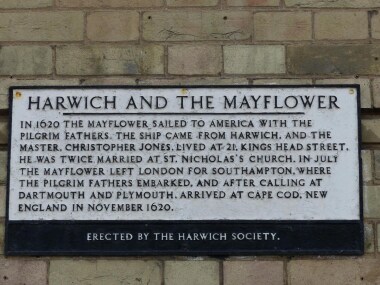 HARWICH AND THE MAYFLOWER
IN 1620 THE MAYFLOWER SAILED TO AMERICA WITH THE
PILGRIM FATHERS. THE SHIP CAME FROM HARWICH, AND THE
MASTER, CHRISTOPHER JONES, LIVED AT 21, KINGS HEAD STREET.
HE WAS TWICE MARRIED AT ST. NICHOLAS'S CHURCH. IN JULY
THE MAYFLOWER LEFT LONDON FOR SOUTHAMPTON, WHERE
THE PILGRIM FATHERS EMBARKED, AND AFTER CALLING AT
DARTMOUTH AND PLYMOUTH, ARRIVED AT CAPE COD, NEW
ENGLAND IN NOVEMBER 1620.
ERECTED BY THE HARWICH SOCIETY.